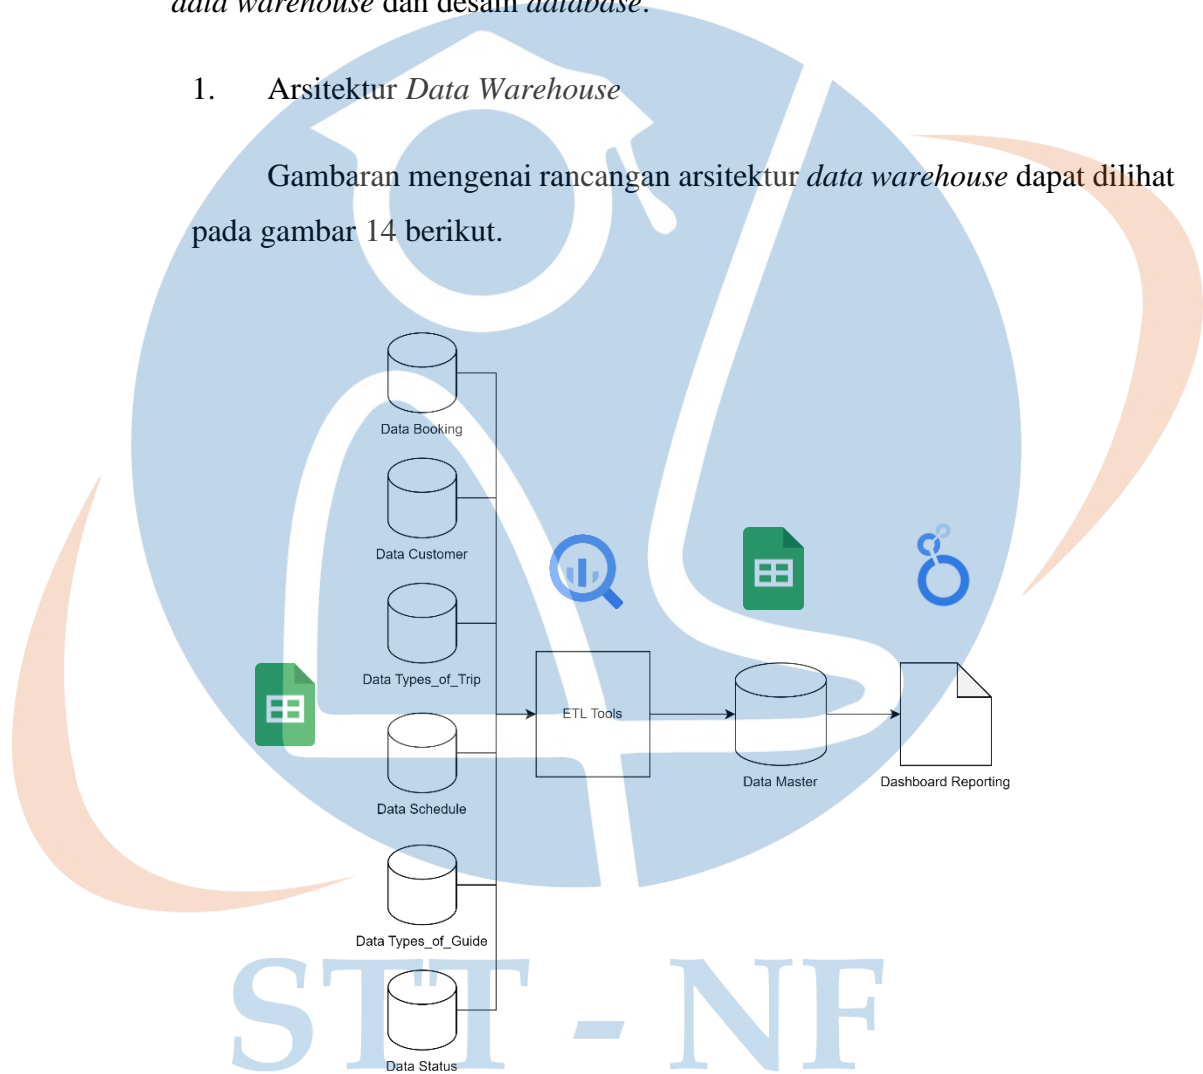 data warehouse dan desain database.
1. Arsitektur Data Warehouse
Gambaran mengenai rancangan arsitektur data warehouse dapat dilihat
pada gambar 14 berikut.
Data Booking
Data Customer
Data Types_of_Trip
ETL Tools
Data Master
Dashboard Reporting
Data Schedule
Data Types_of_Guide
STT - NF
Data Status